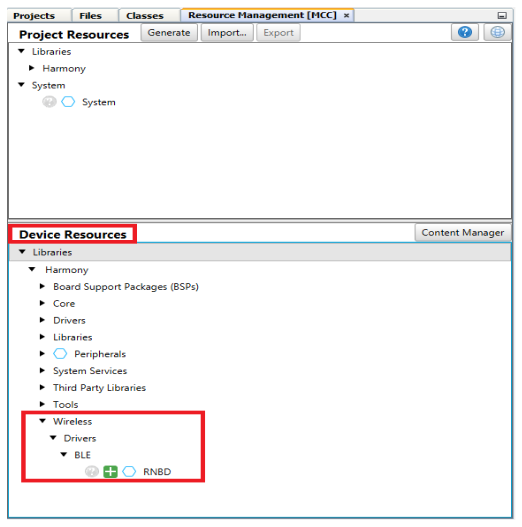 Projects Files Classes Resource Management [MCC] ×
Project Resources Generate Import... Export ?
Libraries
Harmony
System
? System
Device Resources Content Manager
Libraries
Harmony
Board Support Packages (BSPs)
Core
Drivers
Libraries
Peripherals
System Services
Third Party Libraries
Tools
Wireless
Drivers
BLE
? + RNBD